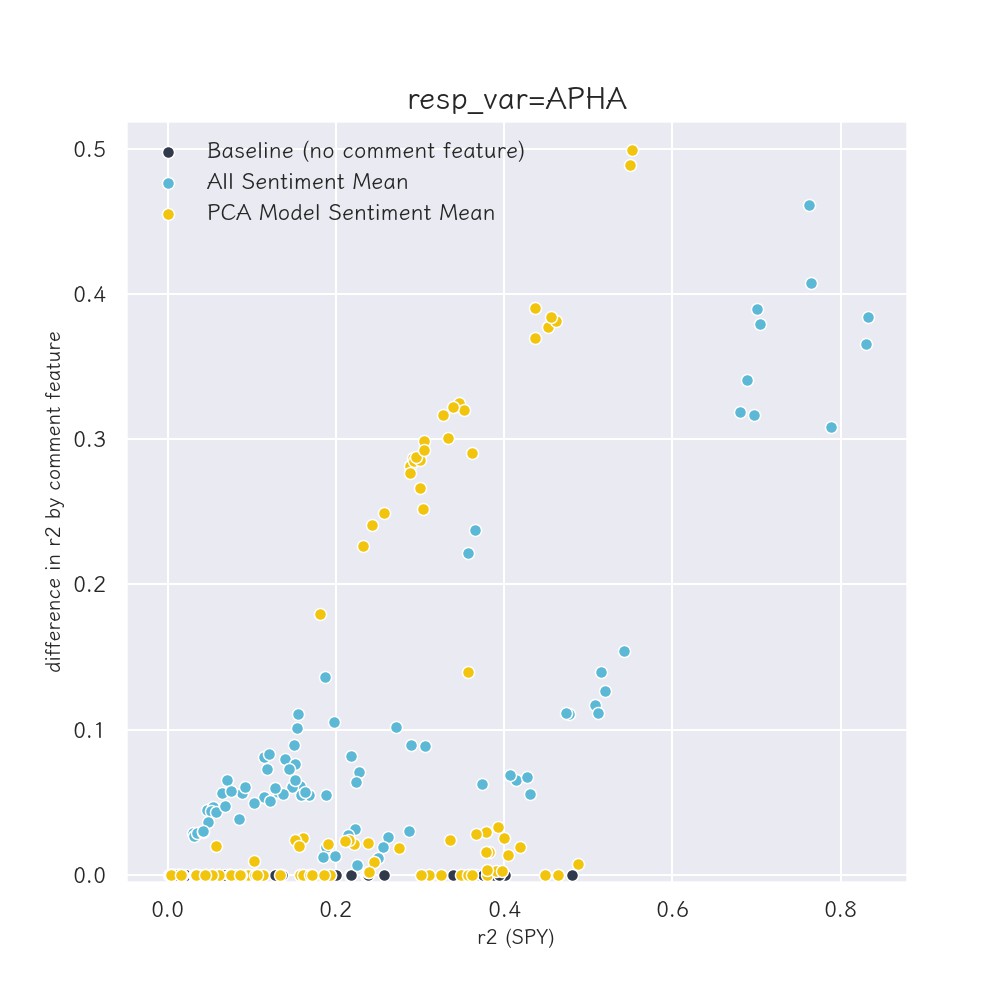 resp_var=APHA
Baseline (no comment feature)
All Sentiment Mean
PCA Model Sentiment Mean
0.5
0.4
0.3
0.2
0.1
0.0
difference in r2 by comment feature
0.0 0.2 0.4 0.6 0.8
r2 (SPY)